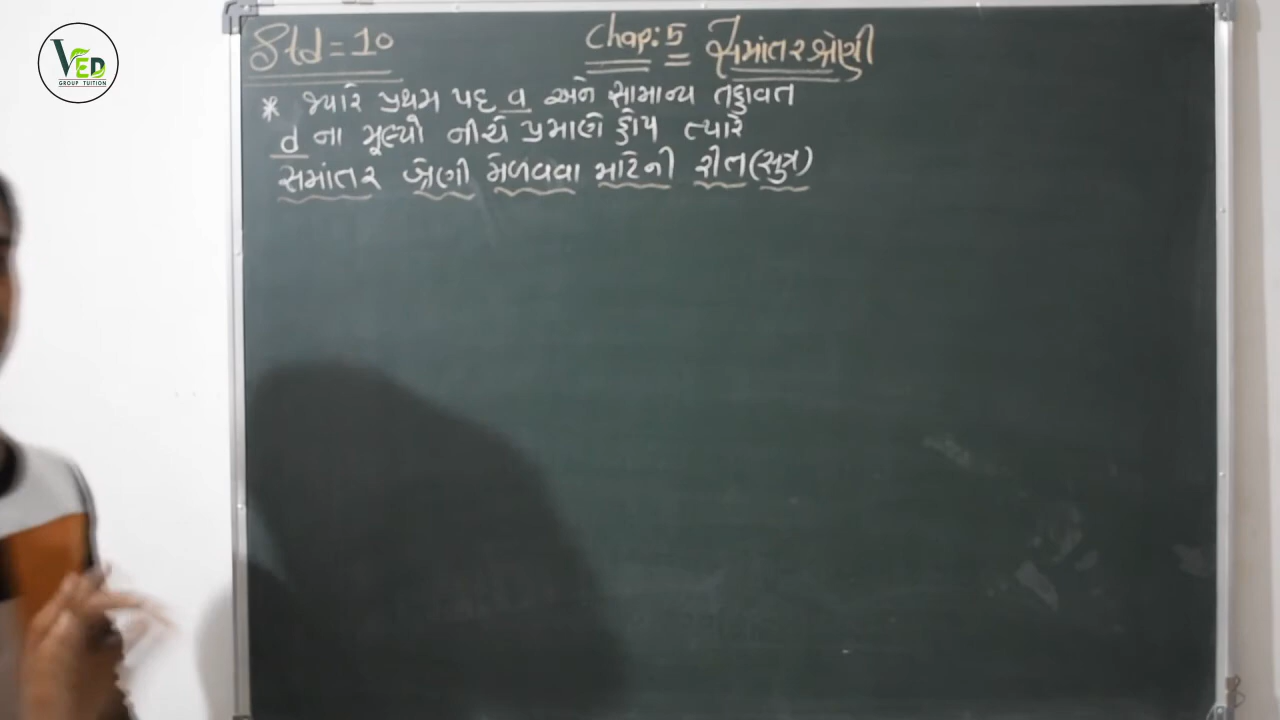 VED
GROUP TUITION
Std = 10
Chap: 5 સમાંતર શ્રેણી
* જ્યારે પ્રથમ પદ a અને સામાન્ય તફાવત
d ના મૂલ્યો નીચે પ્રમાણે હોય ત્યારે
સમાંતર શ્રેણી મેળવવા માટેની રીત(સુત્ર)